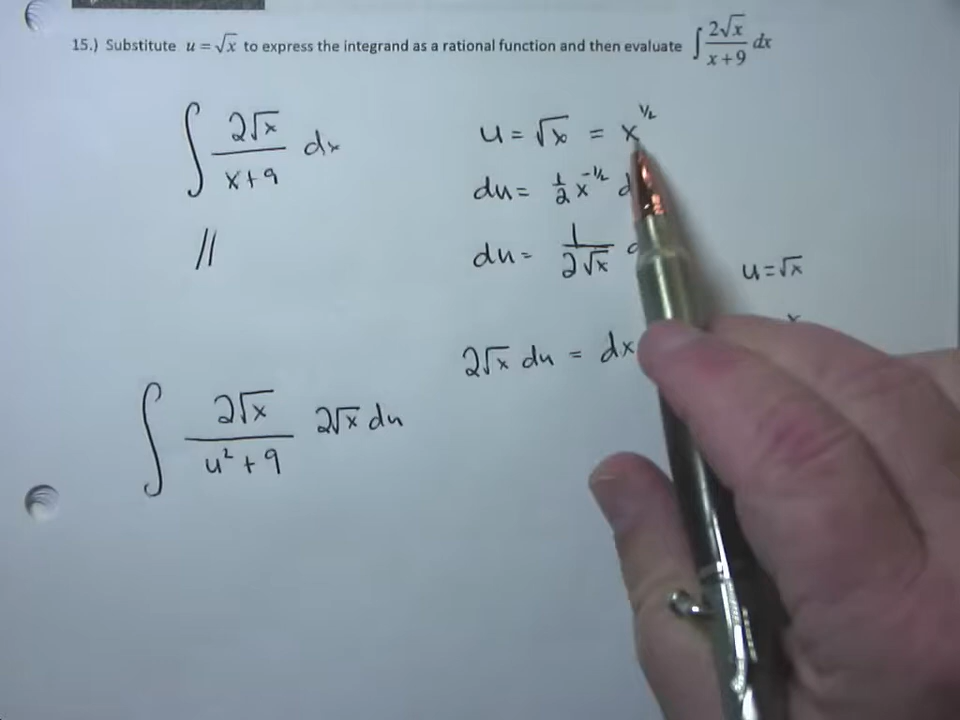 15.) Substitute u = √x to express the integrand as a rational function and then evaluate ∫ 2√x / x+9 dx
∫ 2√x / x+9 dx
//
∫ 2√x / u² + 9 2√x du
u = √x = x^½
du = ½ x^-½ d
du = 1 / 2√x
2√x du = dx
u = √x